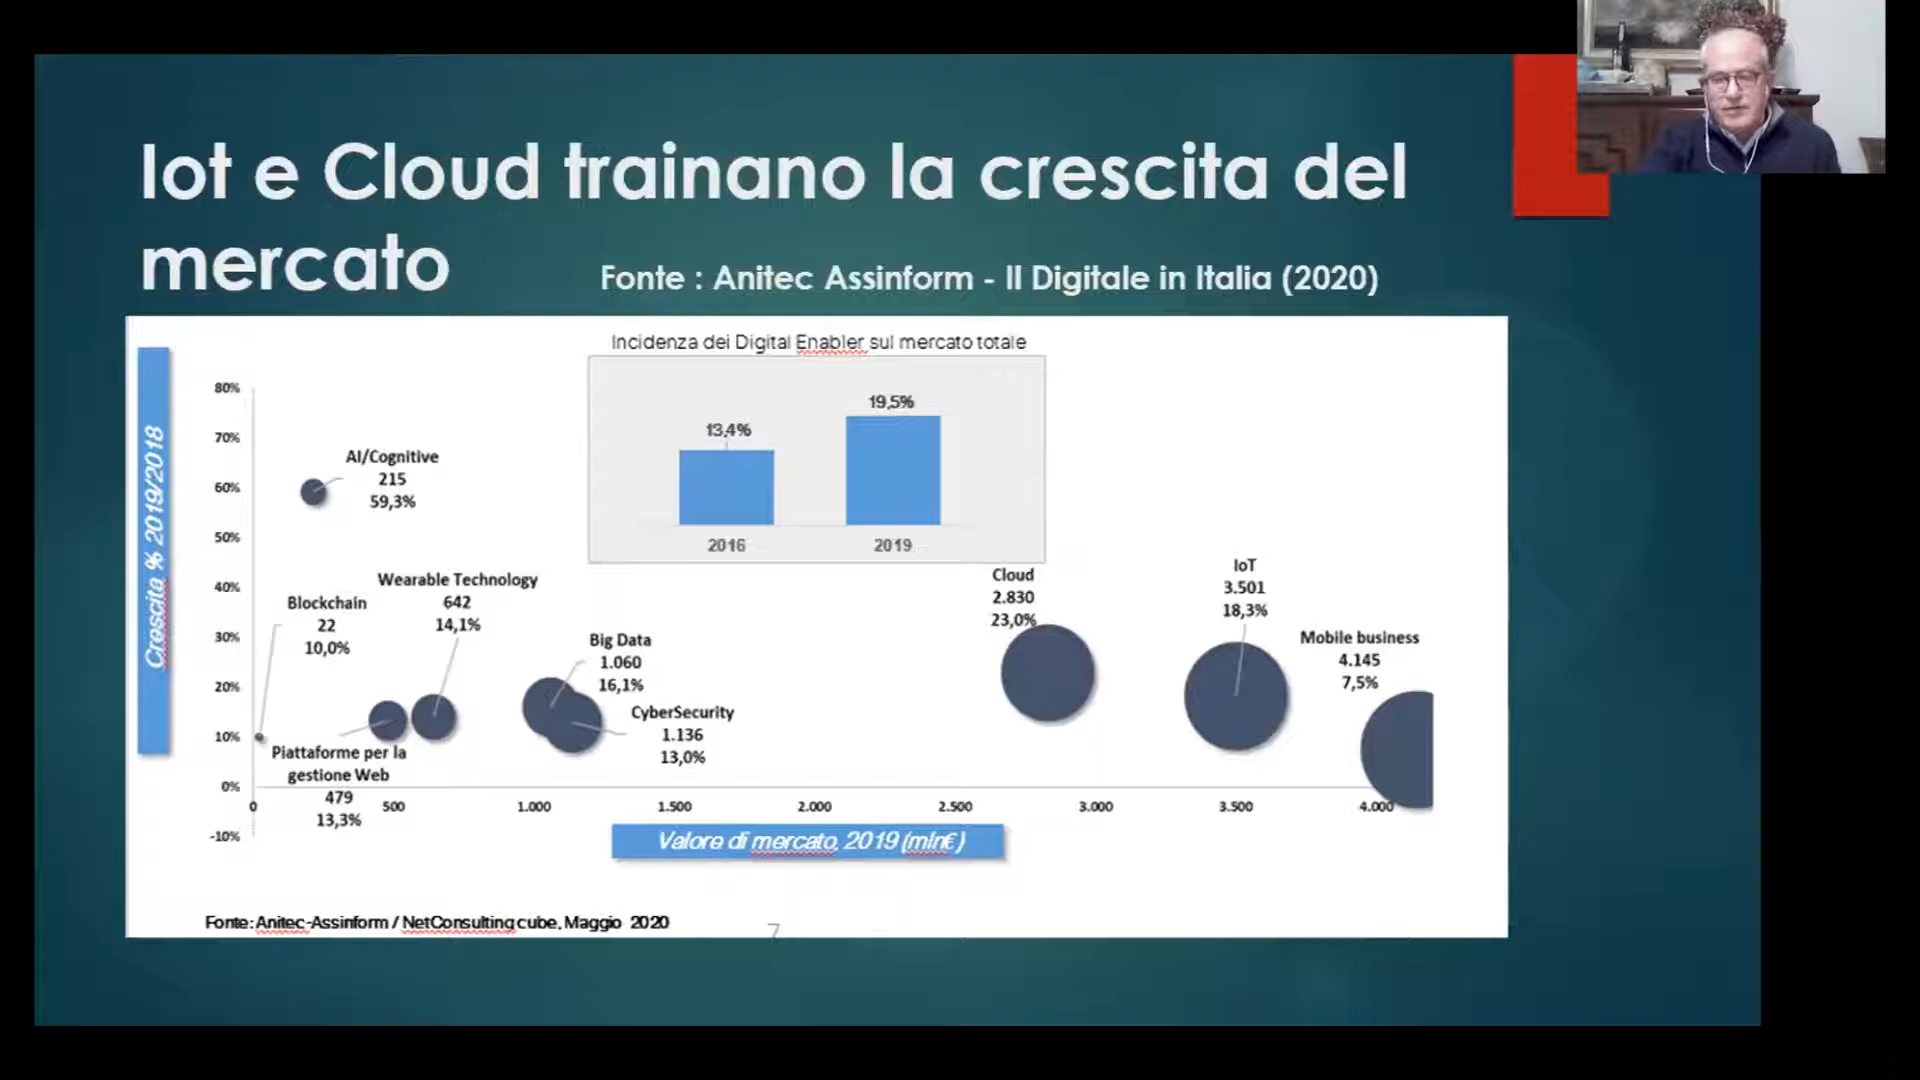 Iot e Cloud trainano la crescita del
mercato
Fonte : Anitec Assinform - Il Digitale in Italia (2020)
Incidenza dei Digital Enabler sul mercato totale
19,5%
13,4%
2016
2019
Crescita % 2019/2018
80%
70%
60%
50%
40%
30%
20%
10%
0%
-10%
AI/Cognitive
215
59,3%
Wearable Technology
642
14,1%
Blockchain
22
10,0%
Big Data
1.060
16,1%
CyberSecurity
1.136
13,0%
Piattaforme per la
gestione Web
479
13,3%
Cloud
2.830
23,0%
IoT
3.501
18,3%
Mobile business
4.145
7,5%
0
500
1.000
1.500
2.000
2.500
3.000
3.500
4.000
Valore di mercato, 2019 (mln€)
Fonte: Anitec-Assinform / NetConsulting cube, Maggio 2020
7